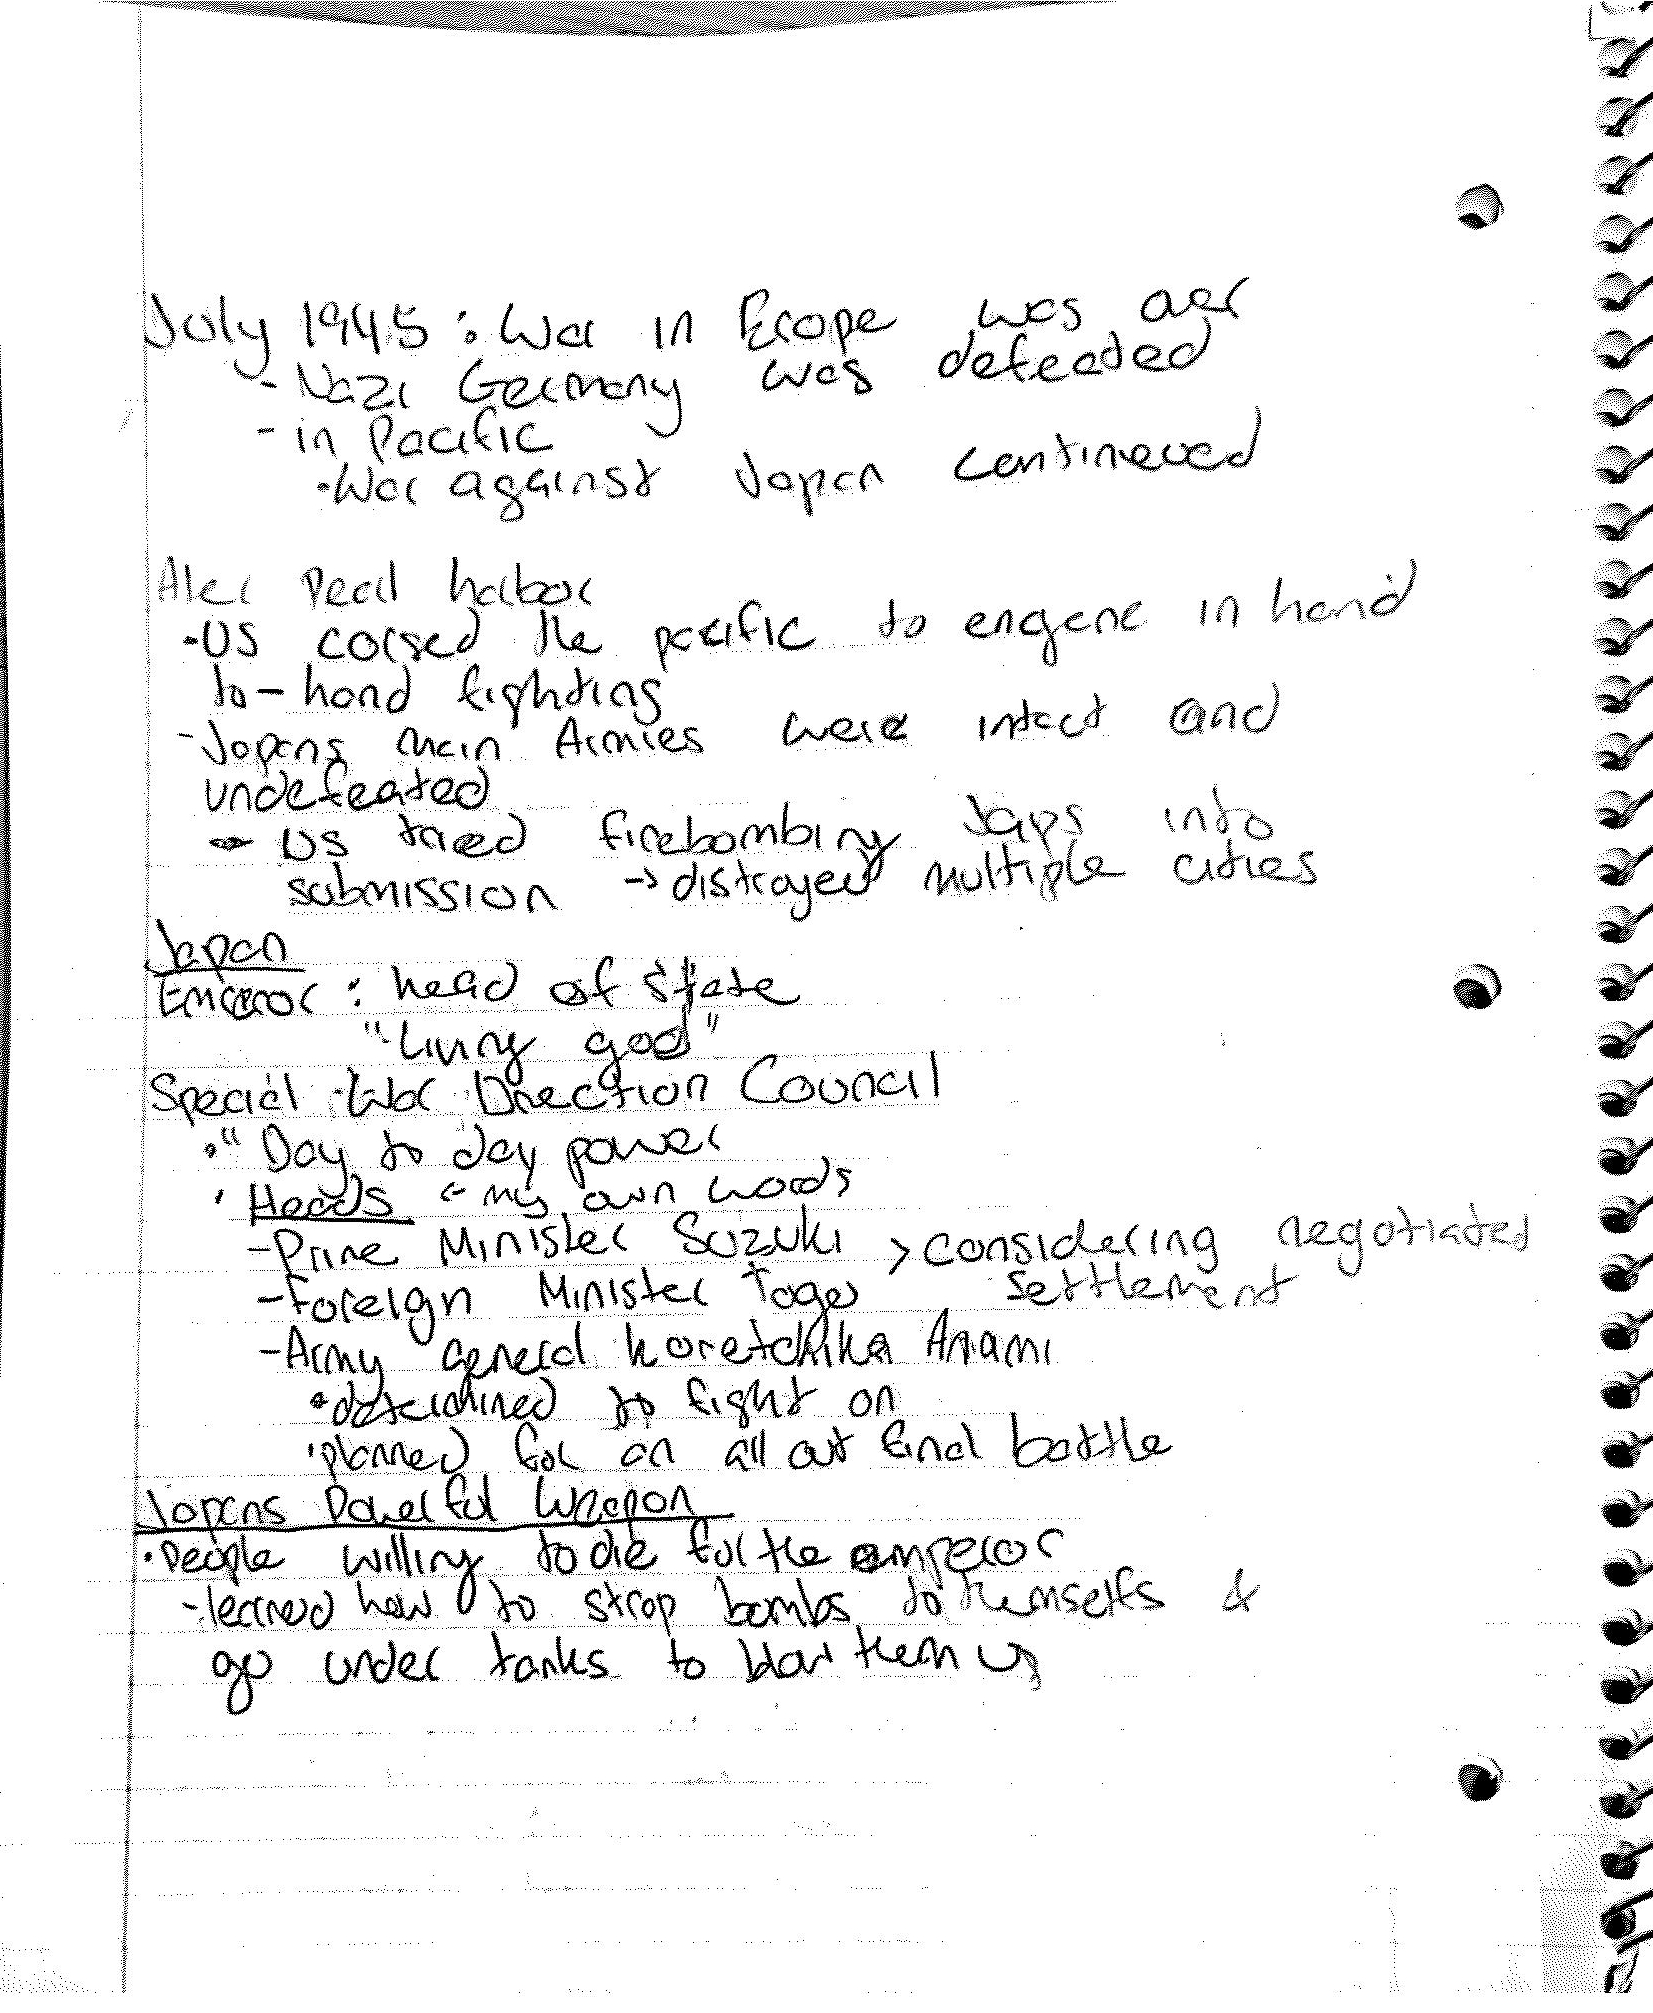 July 1945 : War in Erope was over
- Nazi Germany was defeated
- in Pacific
• War against Japan contineued
After Pearl harbor
• US corsed the pacific to engane in hand
to - hand fighting
- Japans main Armies were intact and
undefeated
- US tried firebombing Japs into
submission → distroyed multiple cities
Japan
Emperor : head of State
"Living god"
Special War Direction Council
• " Day to day power
• Heads ← my own words
- Prime Minister Suzuki > considering negotiated
- Foreign Minister Togo settlement
- Army general Koretchika Anami
• determined to fight on
• planned for an all out final battle
Japans Powerful Weapon
• People willing to die for the emperor
- learned how to strap bombs to themselfs &
go under tanks to blow them up